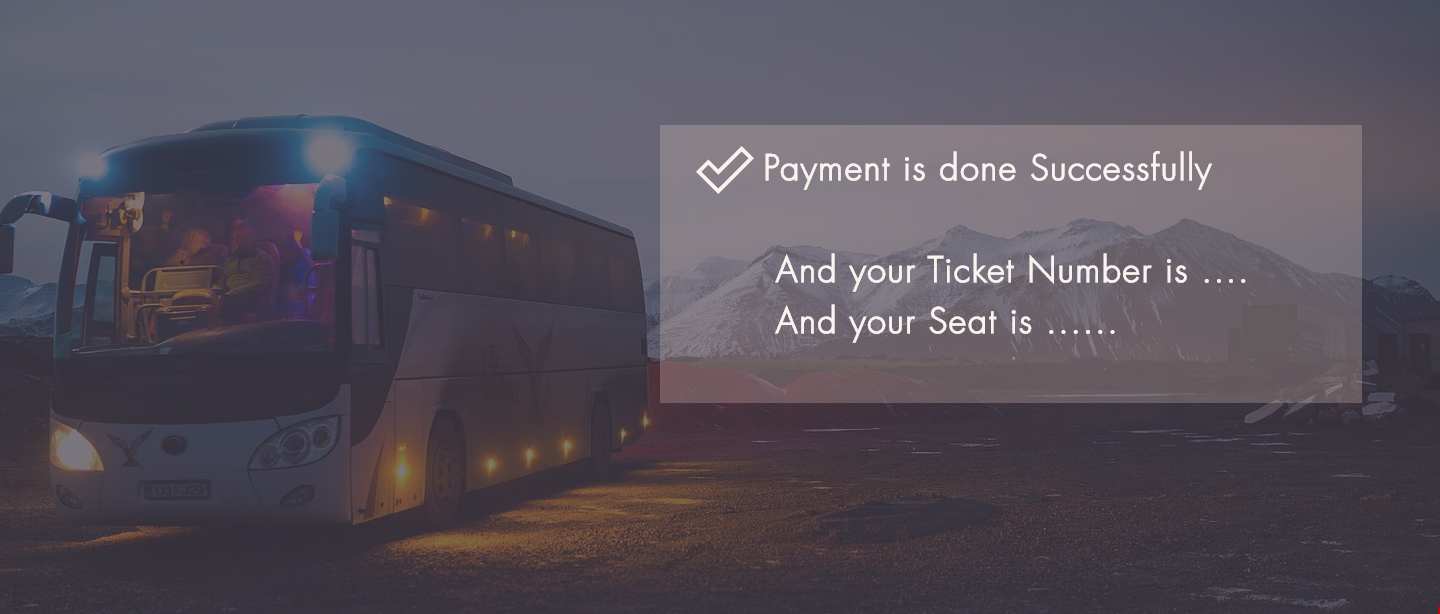 Payment is done Successfully
And your Ticket Number is ....
And your Seat is ......